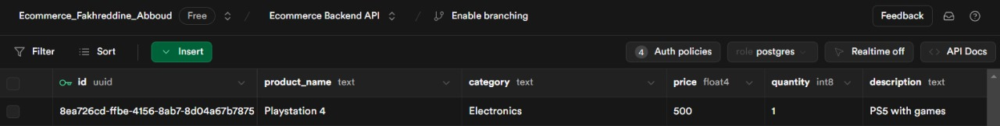 Ecommerce_Fakhreddine_Abboud Free / Ecommerce Backend API / Enable branching Feedback
Filter Sort Insert 4 Auth policies role postgres Realtime off API Docs
id uuid product_name text category text price float4 quantity int8 description text
8ea726cd-ffbe-4156-8ab7-8d04a67b7875 Playstation 4 Electronics 500 1 PS5 with games